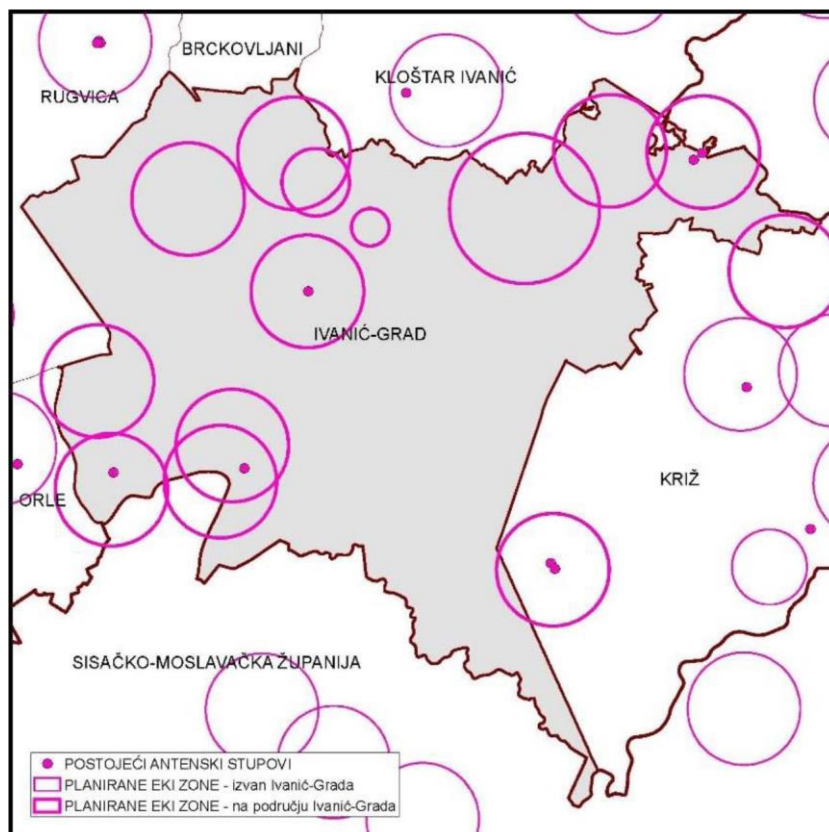 BRCKOVLJANI
KLOŠTAR IVANIĆ
RUGVICA
IVANIĆ-GRAD
KRIŽ
ORLE
SISAČKO-MOSLAVAČKA ŽUPANIJA
POSTOJEĆI ANTENSKI STUPOVI
PLANIRANE EKI ZONE - izvan Ivanić-Grada
PLANIRANE EKI ZONE - na području Ivanić-Grada